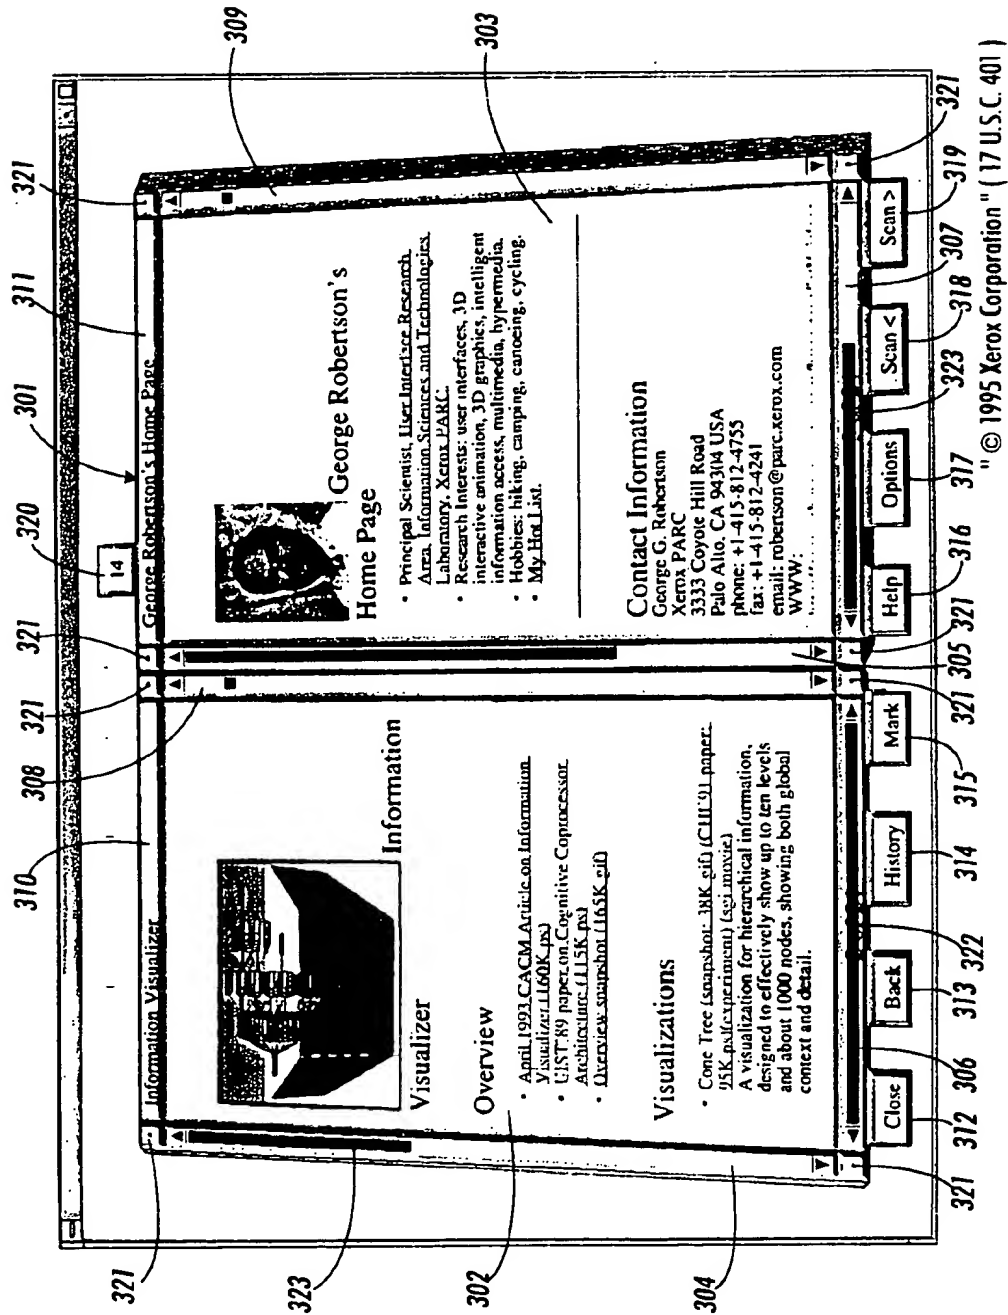 320
301
311
321
309
310
321
321
308
303
14
Information Visualizer
George Robertson's Home Page
Information
Visualizer
Overview
• April 1993 CACM Article on Information
Visualizer (160K ps)
• UIST'89 paper on Cognitive Coprocessor
Architecture (115K ps)
• Overview snapshot (165K gif)
Visualizations
• Cone Tree (snapshot: 38K gif) (CHI'91 paper:
95K ps)(experiment) (sgi movie)
A visualization for hierarchical information,
designed to effectively show up to ten levels
and about 1000 nodes, showing both global
context and detail.
George Robertson's
Home Page
• Principal Scientist, User Interface Research
Area, Information Sciences and Technologies
Laboratory, Xerox PARC.
• Research Interests: user interfaces, 3D
interactive animation, 3D graphics, intelligent
information access, multimedia, hypermedia.
• Hobbies: hiking, camping, canoeing, cycling.
• My Hot List.
Contact Information
George G. Robertson
Xerox PARC
3333 Coyote Hill Road
Palo Alto, CA 94304 USA
phone: +1-415-812-4755
fax: +1-415-812-4241
email: robertson@parc.xerox.com
WWW:
Close
Back
History
Mark
Help
Options
Scan <
Scan >
321
323
302
304
321
306
312
313
322
314
315
321
305
321
316
317
323
318
307
319
321
"© 1995 Xerox Corporation" ( 17 U.S.C. 401 )